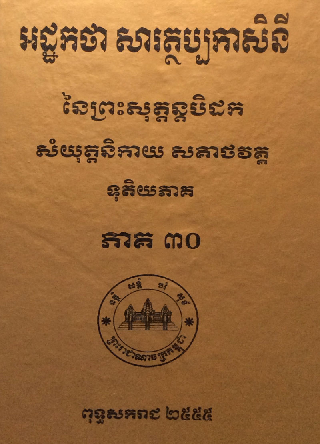 អដ្ឋកថា សារត្ថប្បកាសិនី
នៃព្រះសុត្តន្តបិដក
សំយុត្តនិកាយ សគាថវគ្គ
ទុតិយភាគ
ភាគ ៣០
ពុទ្ធសករាជ ២៥៥៥